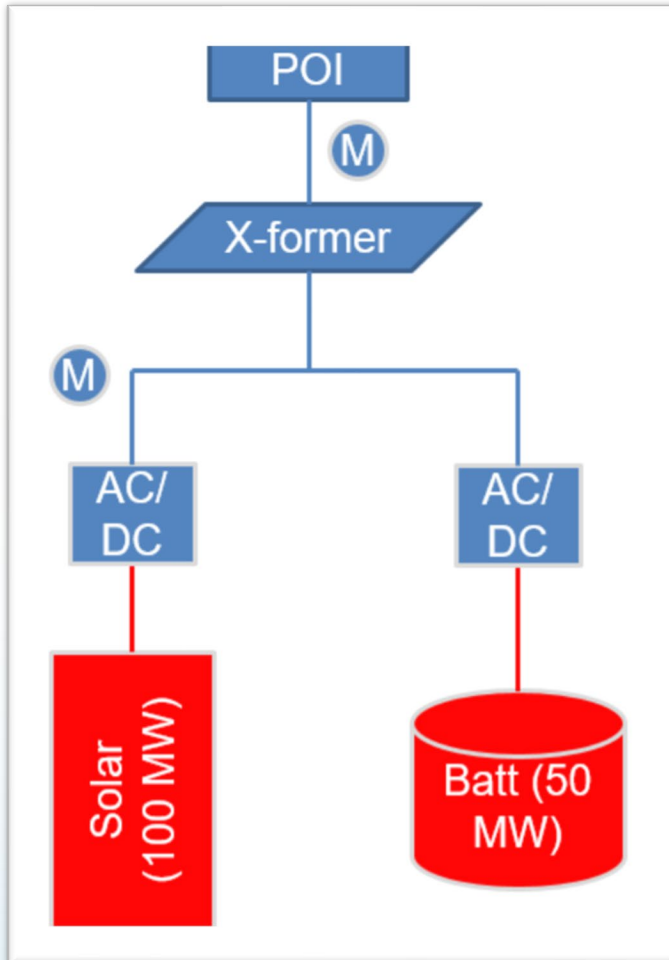 POI
M
X-former
M
AC/
DC
AC/
DC
Solar
(100 MW)
Batt (50
MW)